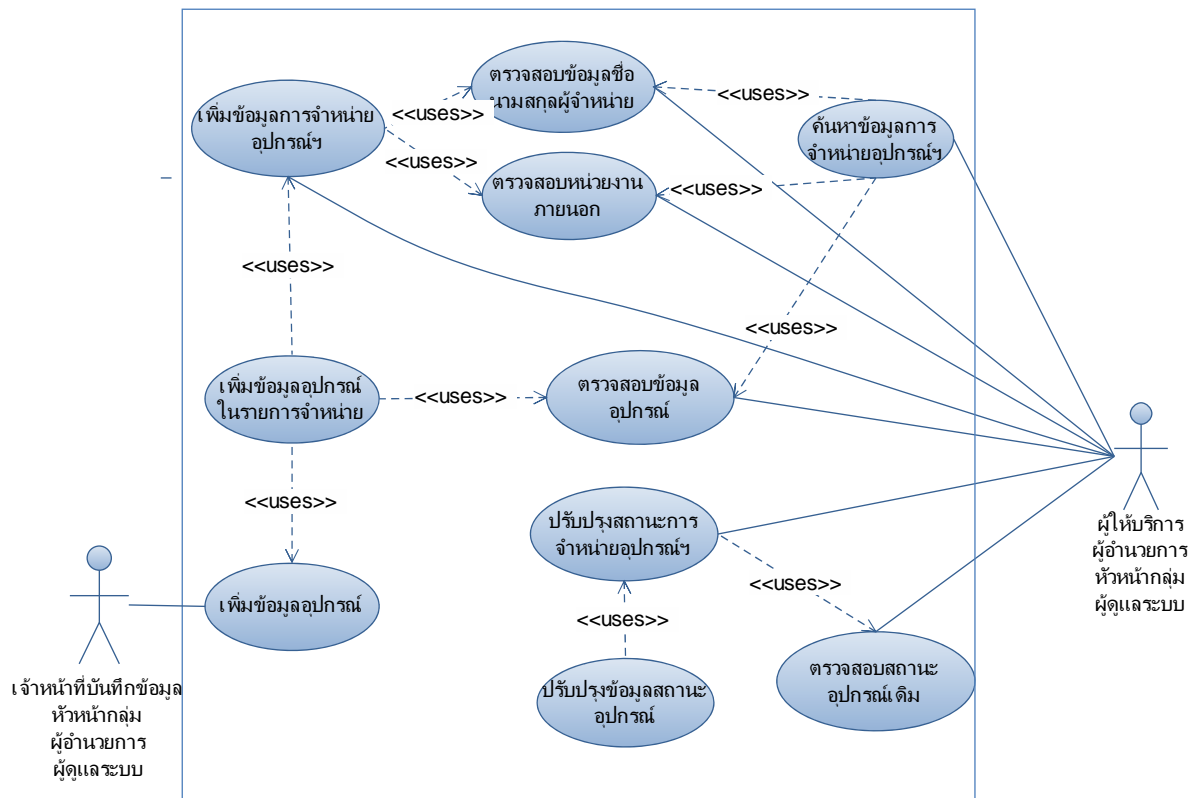 ตรวจสอบข้อมูลชื่อ
นามสกุลผู้จำหน่าย
<<uses>>
<<uses>>
เพิ่มข้อมูลการจำหน่าย
อุปกรณ์ฯ
ค้นหาข้อมูลการ
จำหน่ายอุปกรณ์ฯ
<<uses>>
<<uses>>
ตรวจสอบหน่วยงาน
ภายนอก
<<uses>>
<<uses>>
เพิ่มข้อมูลอุปกรณ์
ในรายการจำหน่าย
<<uses>>
ตรวจสอบข้อมูล
อุปกรณ์
<<uses>>
ปรับปรุงสถานะการ
จำหน่ายอุปกรณ์ฯ
ผู้ให้บริการ
ผู้อำนวยการ
หัวหน้ากลุ่ม
ผู้ดูแลระบบ
<<uses>>
เพิ่มข้อมูลอุปกรณ์
<<uses>>
ตรวจสอบสถานะ
อุปกรณ์เดิม
ปรับปรุงข้อมูลสถานะ
อุปกรณ์
เจ้าหน้าที่บันทึกข้อมูล
หัวหน้ากลุ่ม
ผู้อำนวยการ
ผู้ดูแลระบบ